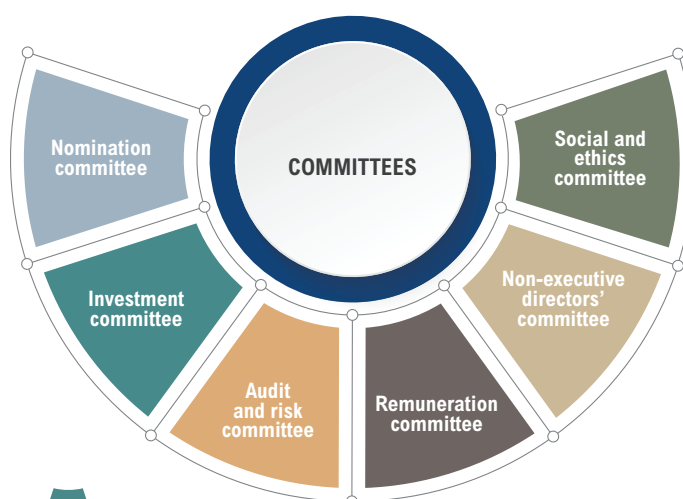 COMMITTEES
Nomination
committee
Investment
committee
Audit
and risk
committee
Remuneration
committee
Non-executive
directors’
committee
Social and
ethics
committee